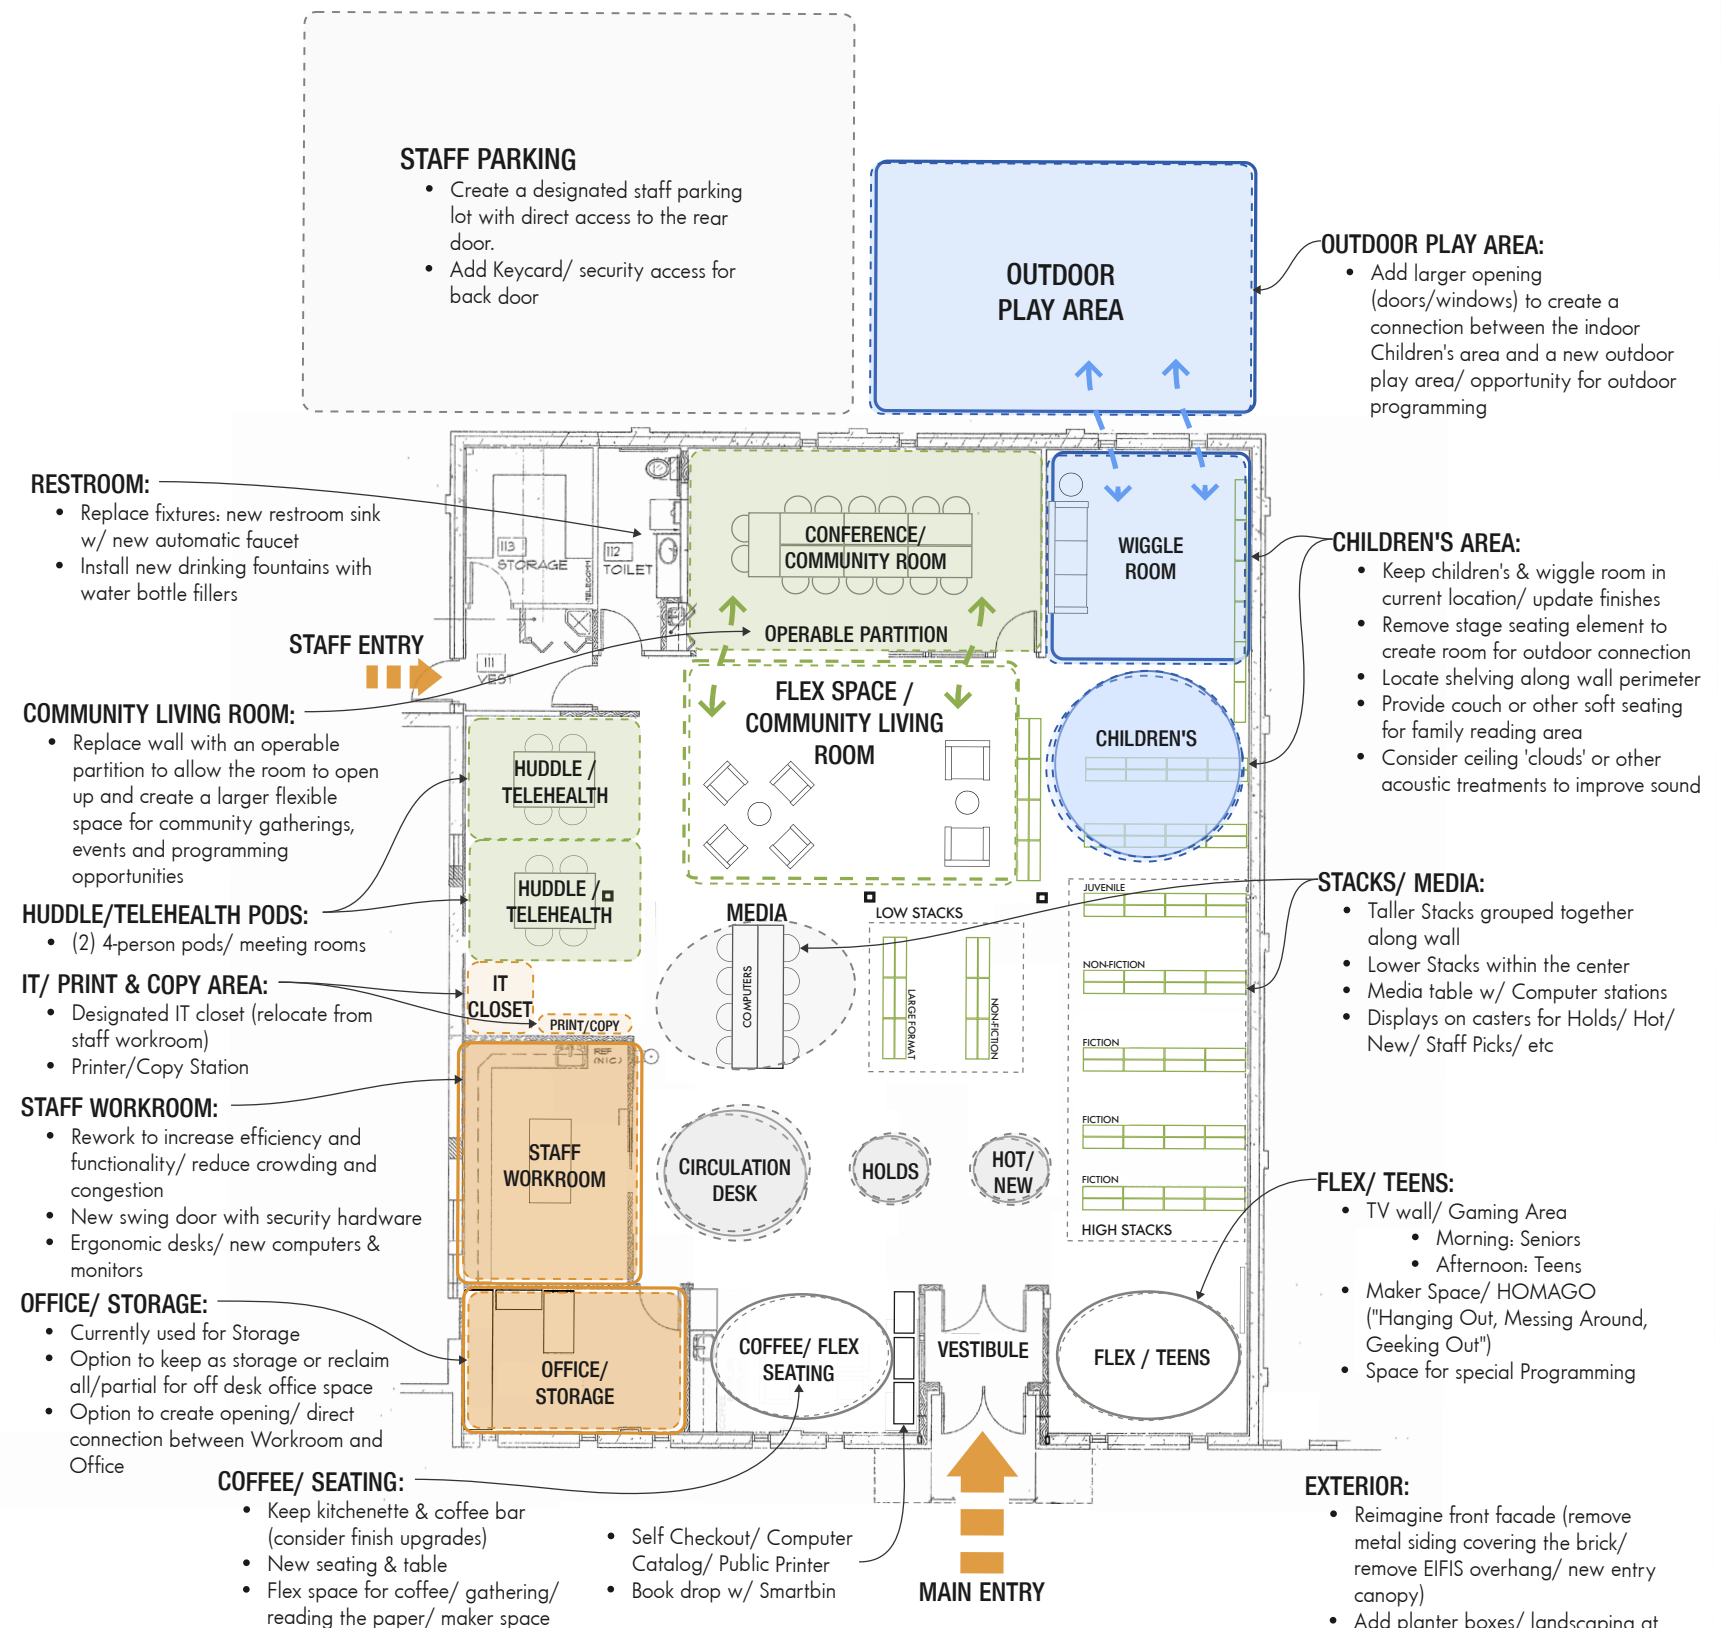 STAFF PARKING
• Create a designated staff parking
lot with direct access to the rear
door.
• Add Keycard/ security access for
back door
OUTDOOR
PLAY AREA
OUTDOOR PLAY AREA:
• Add larger opening
(doors/windows) to create a
connection between the indoor
Children's area and a new outdoor
play area/ opportunity for outdoor
programming
RESTROOM:
• Replace fixtures: new restroom sink
w/ new automatic faucet
• Install new drinking fountains with
water bottle fillers
STAFF ENTRY
113
STORAGE
TELECOMM
112
TOILET
111
VEST
CONFERENCE/
COMMUNITY ROOM
OPERABLE PARTITION
WIGGLE
ROOM
CHILDREN'S AREA:
• Keep children's & wiggle room in
current location/ update finishes
• Remove stage seating element to
create room for outdoor connection
• Locate shelving along wall perimeter
• Provide couch or other soft seating
for family reading area
• Consider ceiling 'clouds' or other
acoustic treatments to improve sound
COMMUNITY LIVING ROOM:
• Replace wall with an operable
partition to allow the room to open
up and create a larger flexible
space for community gatherings,
events and programming
opportunities
FLEX SPACE /
COMMUNITY LIVING
ROOM
CHILDREN'S
HUDDLE /
TELEHEALTH
HUDDLE /
TELEHEALTH
HUDDLE/TELEHEALTH PODS:
• (2) 4-person pods/ meeting rooms
IT/ PRINT & COPY AREA:
• Designated IT closet (relocate from
staff workroom)
• Printer/Copy Station
IT
CLOSET
PRINT/COPY
REF
(NIC)
MEDIA
COMPUTERS
LOW STACKS
LARGE FORMAT
NON-FICTION
JUVENILE
NON-FICTION
FICTION
FICTION
FICTION
HIGH STACKS
STACKS/ MEDIA:
• Taller Stacks grouped together
along wall
• Lower Stacks within the center
• Media table w/ Computer stations
• Displays on casters for Holds/ Hot/
New/ Staff Picks/ etc
STAFF WORKROOM:
• Rework to increase efficiency and
functionality/ reduce crowding and
congestion
• New swing door with security hardware
• Ergonomic desks/ new computers &
monitors
STAFF
WORKROOM
CIRCULATION
DESK
HOLDS
HOT/
NEW
FLEX/ TEENS:
• TV wall/ Gaming Area
• Morning: Seniors
• Afternoon: Teens
• Maker Space/ HOMAGO
("Hanging Out, Messing Around,
Geeking Out")
• Space for special Programming
OFFICE/ STORAGE:
• Currently used for Storage
• Option to keep as storage or reclaim
all/partial for off desk office space
• Option to create opening/ direct
connection between Workroom and
Office
OFFICE/
STORAGE
COFFEE/ FLEX
SEATING
VESTIBULE
FLEX / TEENS
COFFEE/ SEATING:
• Keep kitchenette & coffee bar
(consider finish upgrades)
• New seating & table
• Flex space for coffee/ gathering/
reading the paper/ maker space
• Self Checkout/ Computer
Catalog/ Public Printer
• Book drop w/ Smartbin
MAIN ENTRY
EXTERIOR:
• Reimagine front facade (remove
metal siding covering the brick/
remove EIFIS overhang/ new entry
canopy)
• Add planter boxes/ landscaping at